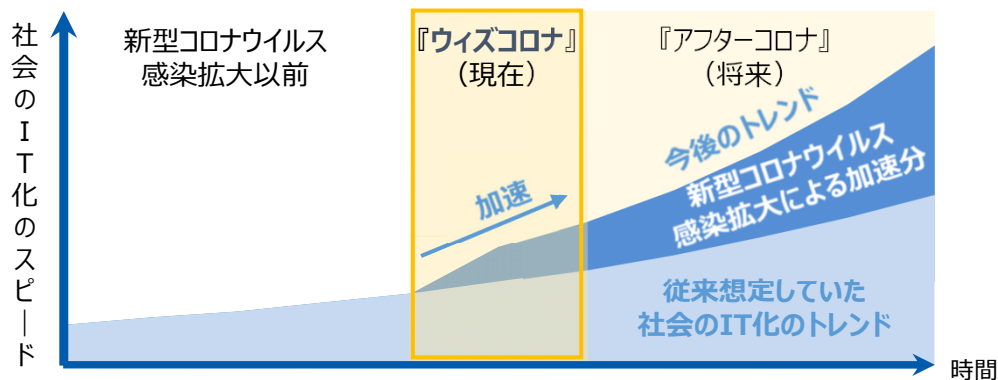 社会のIT化のスピード
新型コロナウイルス
感染拡大以前
『ウィズコロナ』
（現在）
『アフターコロナ』
（将来）
加速
今後のトレンド
新型コロナウイルス
感染拡大による加速分
従来想定していた
社会のIT化のトレンド
時間